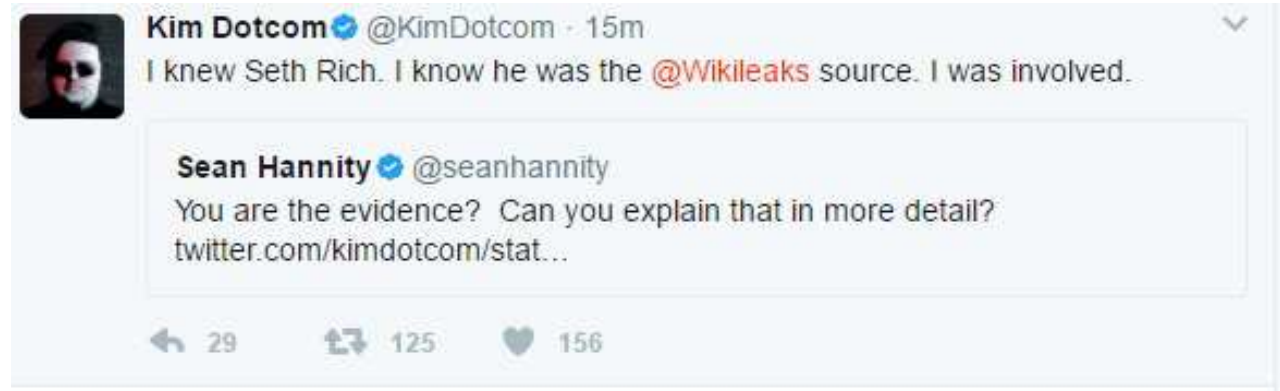 Kim Dotcom @KimDotcom · 15m
I knew Seth Rich. I know he was the @Wikileaks source. I was involved.
Sean Hannity @seanhannity
You are the evidence?  Can you explain that in more detail?
twitter.com/kimdotcom/stat...
29 125 156